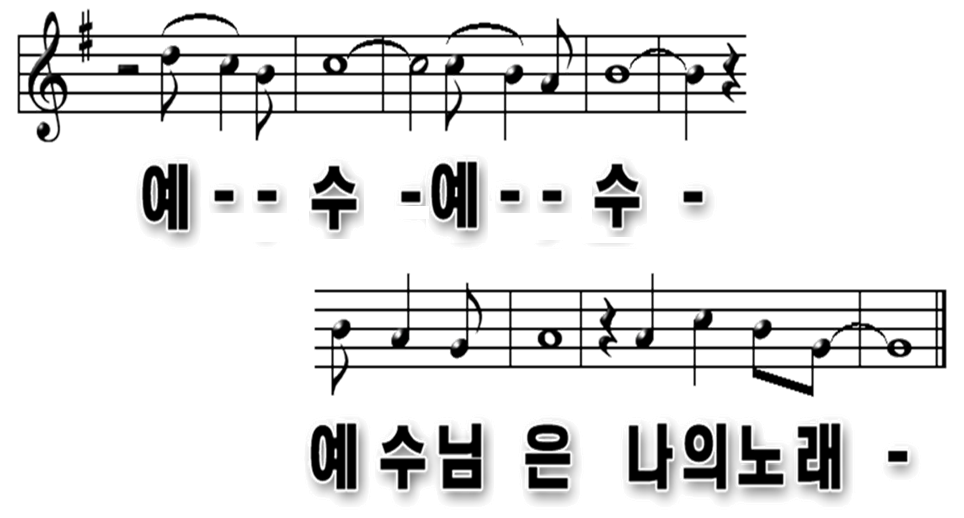 예 - - 수 - 예 - - 수 -
예 수님 은 나의노래 -